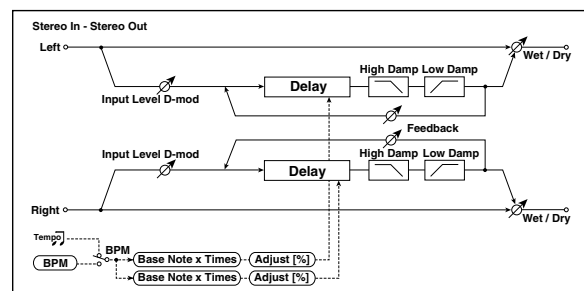 Stereo In - Stereo Out
Left
Wet / Dry
High Damp Low Damp
Input Level D-mod
Delay
Feedback
Input Level D-mod
High Damp Low Damp
Delay
Right
Wet / Dry
Tempo
BPM
BPM
Base Note x Times
Adjust [%]
Base Note x Times
Adjust [%]